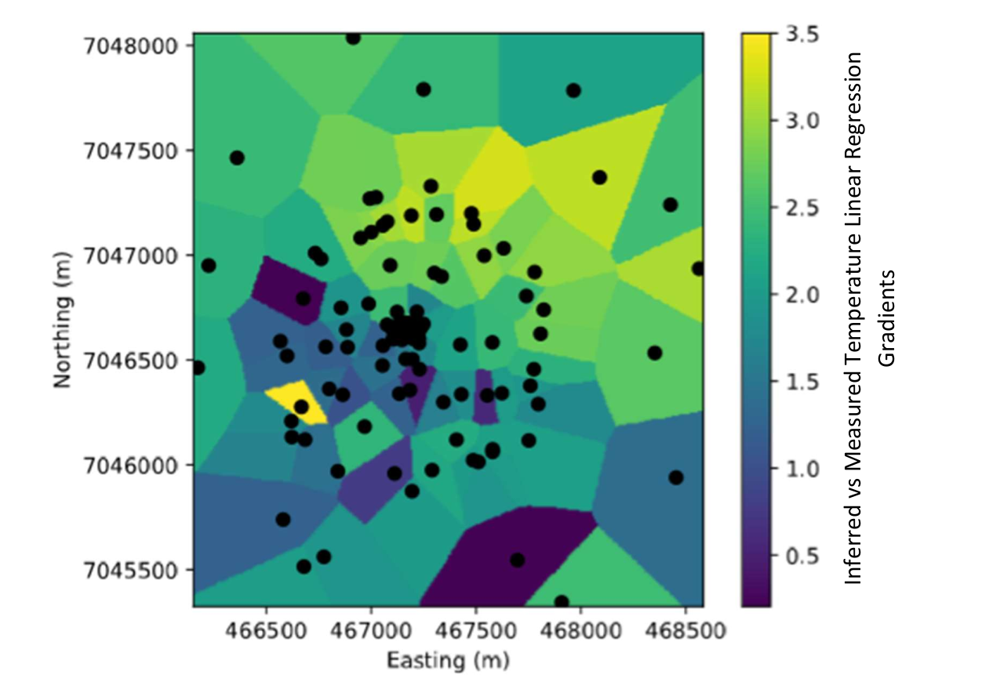 7048000
7047500
7047000
7046500
7046000
7045500
Northing (m)
466500 467000 467500 468000 468500
Easting (m)
3.5
3.0
2.5
2.0
1.5
1.0
0.5
Inferred vs Measured Temperature Linear Regression
Gradients